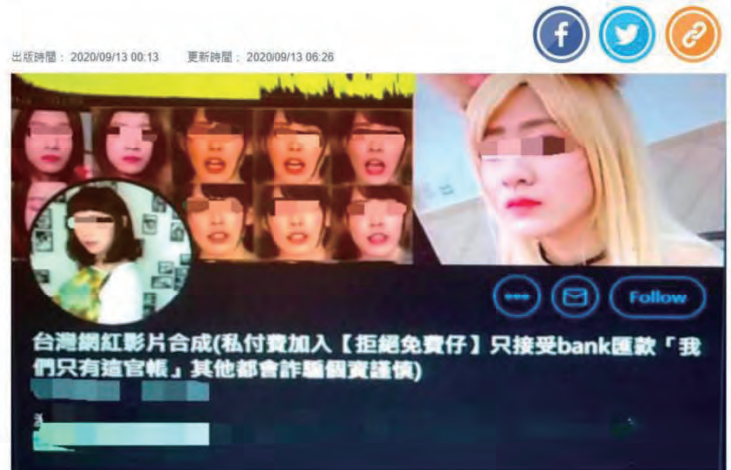 出版時間： 2020/09/13 00:13 更新時間： 2020/09/13 06:26
Follow
台灣網紅影片合成(私付費加入【拒絕免費仔】只接受bank匯款「我
們只有這官帳」其他都會詐騙個資謹慎)